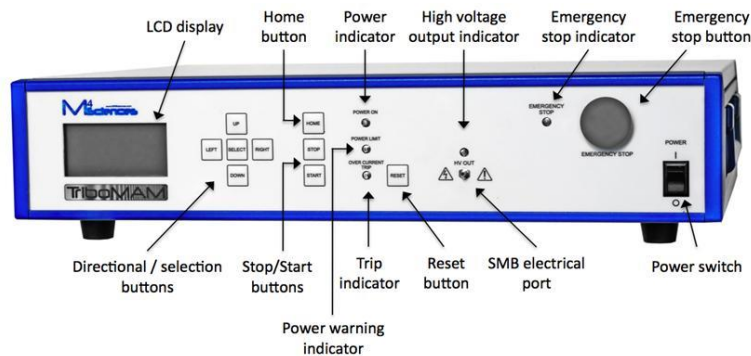 LCD display
Home
button
Power
indicator
High voltage
output indicator
Emergency
stop indicator
Emergency
stop button
M4
Sciences
UP
LEFT
SELECT
RIGHT
DOWN
HOME
STOP
START
POWER ON
POWER LIMIT
OVER CURRENT
TRIP
RESET
HV OUT
EMERGENCY
STOP
EMERGENCY STOP
POWER
I
O
TriboMAM
Directional / selection
buttons
Stop/Start
buttons
Power warning
indicator
Trip
indicator
Reset
button
SMB electrical
port
Power switch